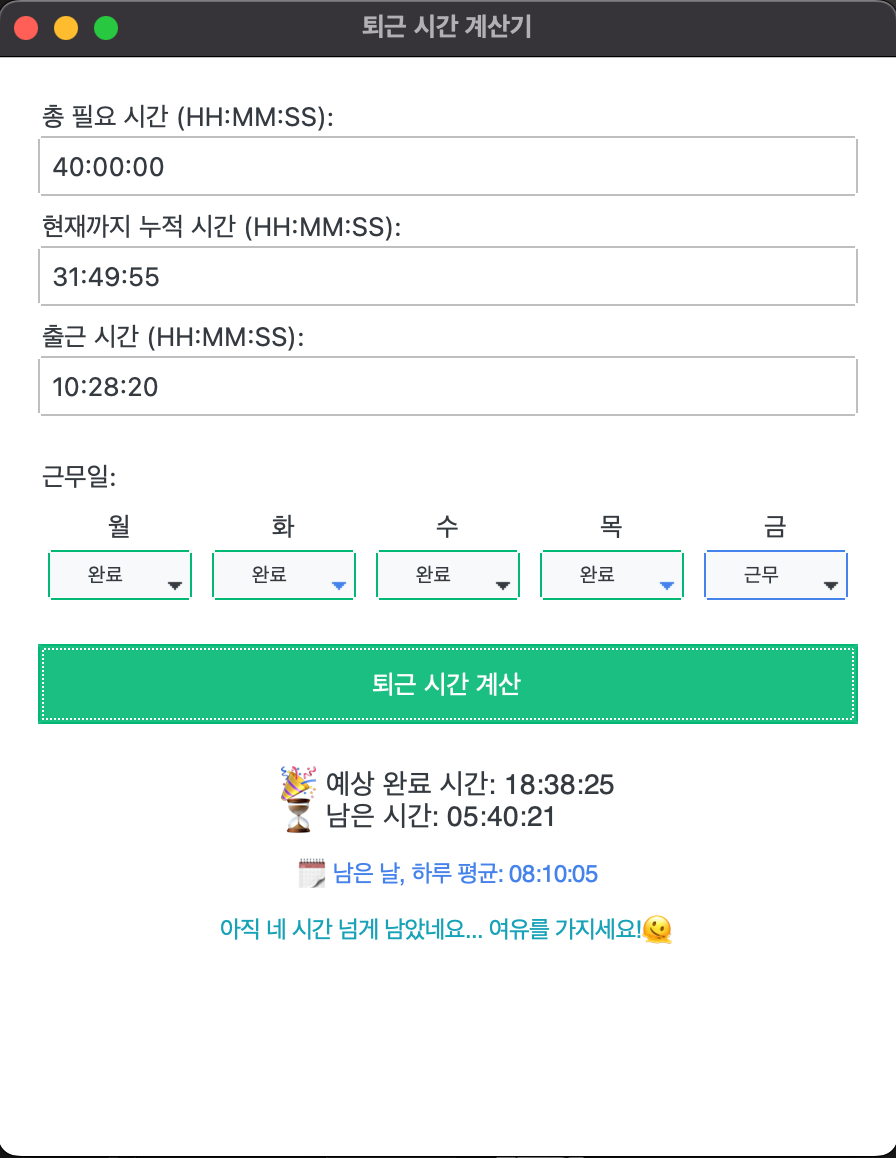 퇴근 시간 계산기
총 필요 시간 (HH:MM:SS):
40:00:00
현재까지 누적 시간 (HH:MM:SS):
31:49:55
출근 시간 (HH:MM:SS):
10:28:20
근무일:
월 화 수 목 금
완료 완료 완료 완료 근무
퇴근 시간 계산
🎉 예상 완료 시간: 18:38:25
⏳ 남은 시간: 05:40:21
🗓️ 남은 날, 하루 평균: 08:10:05
아직 네 시간 넘게 남았네요... 여유를 가지세요!🫠